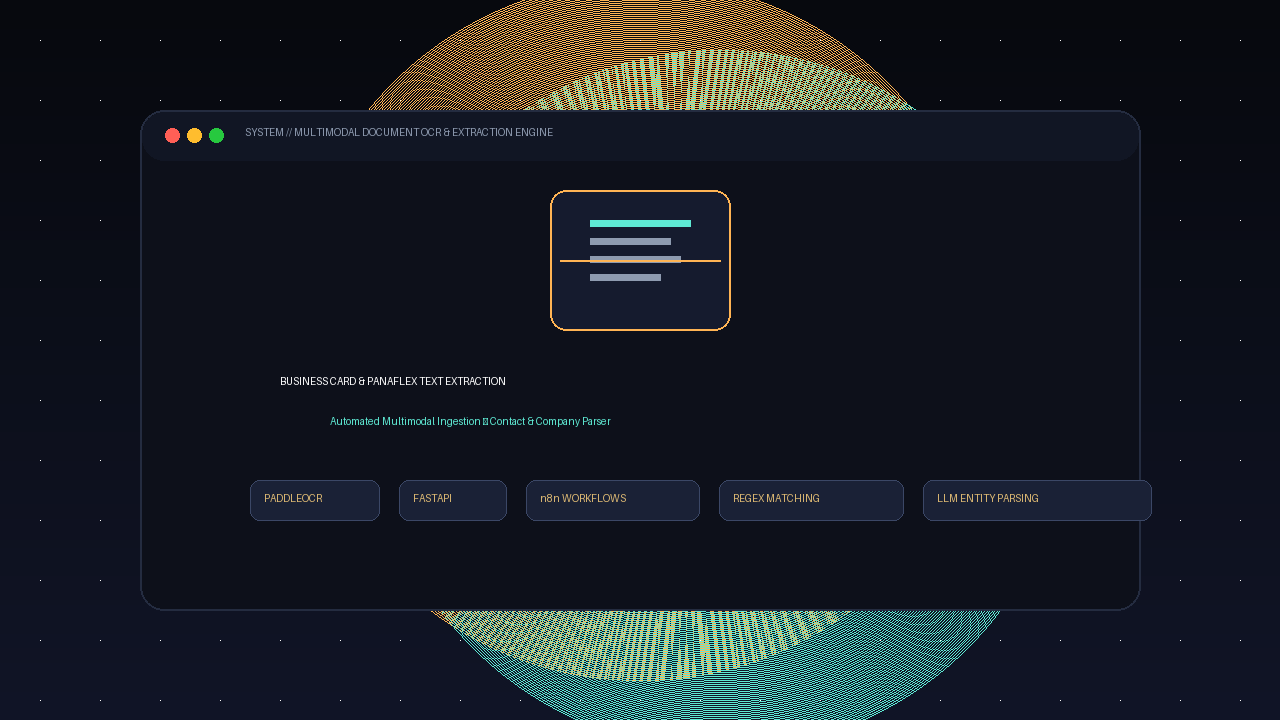 SYSTEM // MULTIMODAL DOCUMENT OCR & EXTRACTION ENGINE
BUSINESS CARD & PANAFLEX TEXT EXTRACTION
Automated Multimodal Ingestion Contact & Company Parser
PADDLEOCR
FASTAPI
n8n WORKFLOWS
REGEX MATCHING
LLM ENTITY PARSING